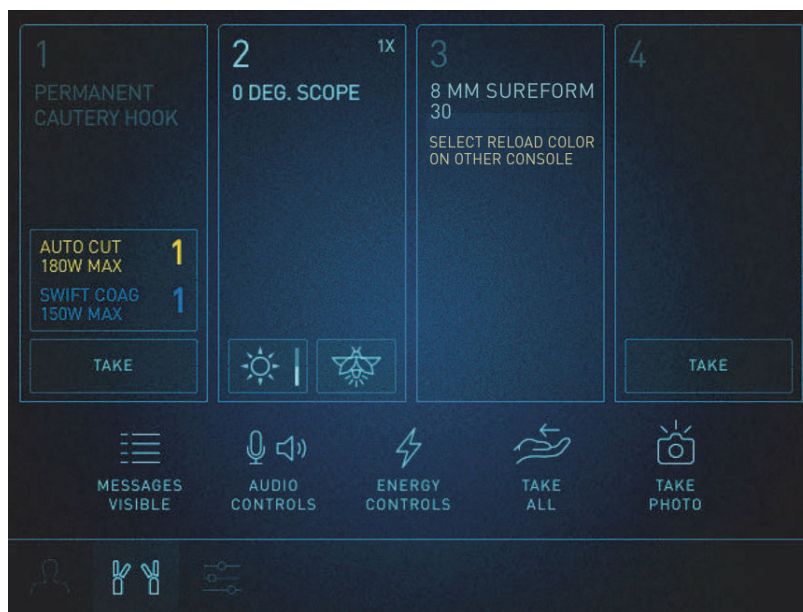 1
PERMANENT
CAUTERY HOOK
AUTO CUT 1
180W MAX
SWIFT COAG 1
150W MAX
TAKE
2 1X
0 DEG. SCOPE
3
8 MM SUREFORM
30
SELECT RELOAD COLOR
ON OTHER CONSOLE
4
TAKE
MESSAGES
VISIBLE
AUDIO
CONTROLS
ENERGY
CONTROLS
TAKE
ALL
TAKE
PHOTO